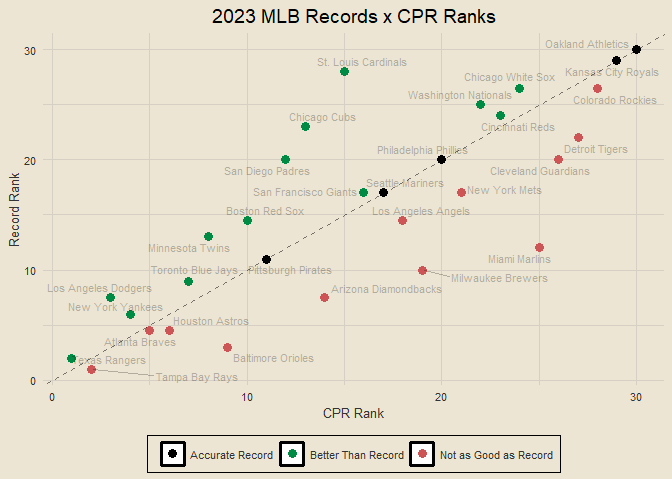 2023 MLB Records x CPR Ranks
Oakland Athletics
St. Louis Cardinals
Kansas City Royals
Chicago White Sox
Washington Nationals
Colorado Rockies
Chicago Cubs
Cincinnati Reds
Philadelphia Phillies
Detroit Tigers
San Diego Padres
Cleveland Guardians
Seattle Mariners
San Francisco Giants
New York Mets
Boston Red Sox
Los Angeles Angels
Minnesota Twins
Miami Marlins
Toronto Blue Jays
Pittsburgh Pirates
Milwaukee Brewers
Los Angeles Dodgers
Arizona Diamondbacks
New York Yankees
Houston Astros
Atlanta Braves
Baltimore Orioles
Texas Rangers
Tampa Bay Rays
30
20
10
0
Record Rank
0 10 20 30
CPR Rank
Accurate Record Better Than Record Not as Good as Record